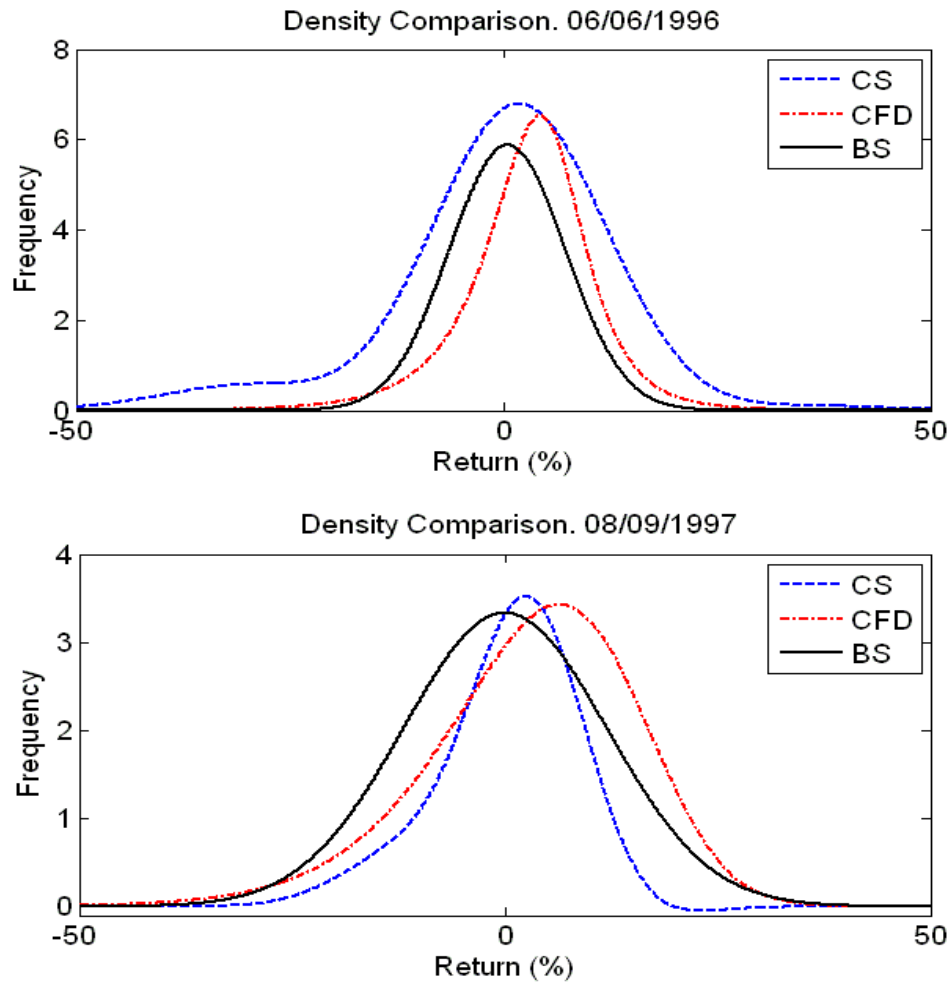 Density Comparison. 06/06/1996
8
6
4
2
0
Frequency
CS
CFD
BS
-50
0
50
Return (%)
Density Comparison. 08/09/1997
4
3
2
1
0
Frequency
CS
CFD
BS
-50
0
50
Return (%)